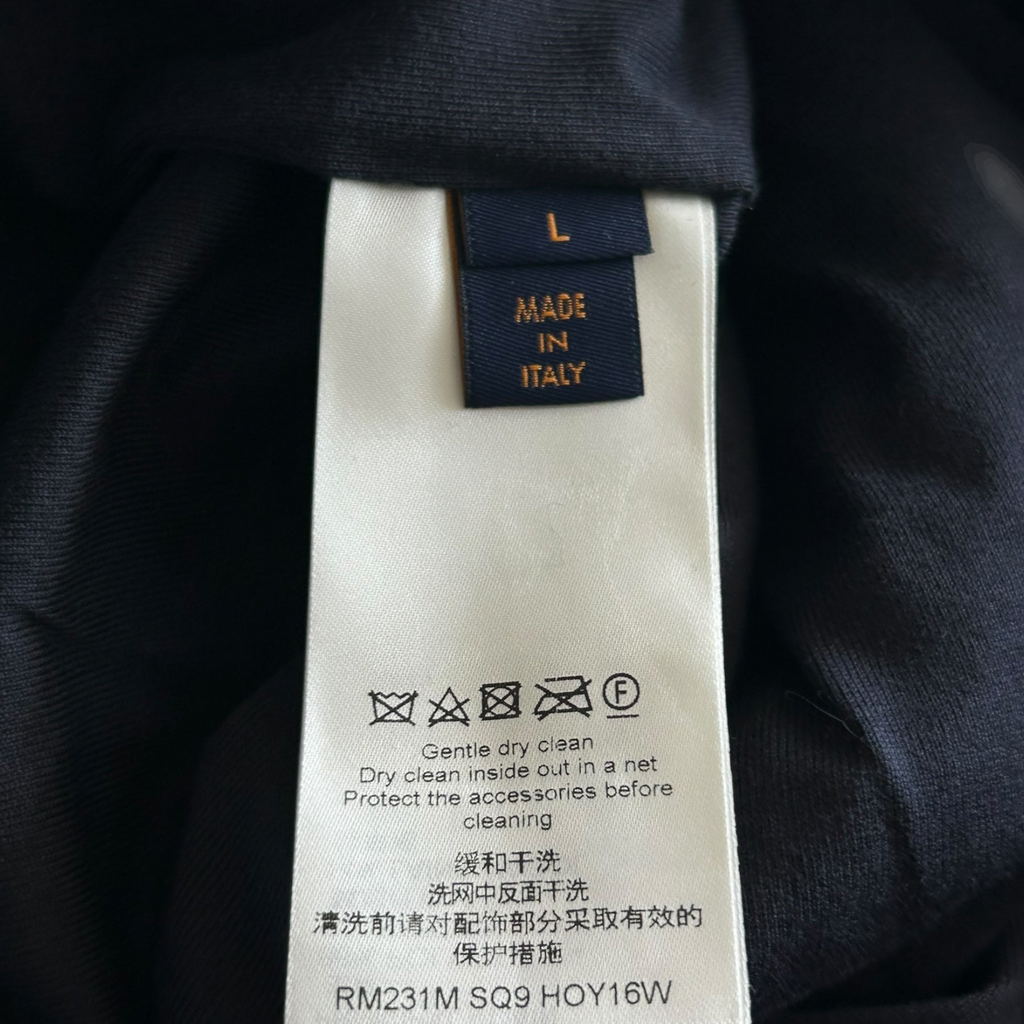 L
MADE
IN
ITALY
F
Gentle dry clean
Dry clean inside out in a net
Protect the accessories before
cleaning
缓和干洗
洗网中反面干洗
清洗前请对配饰部分采取有效的
保护措施
RM231M SQ9 HOY16W